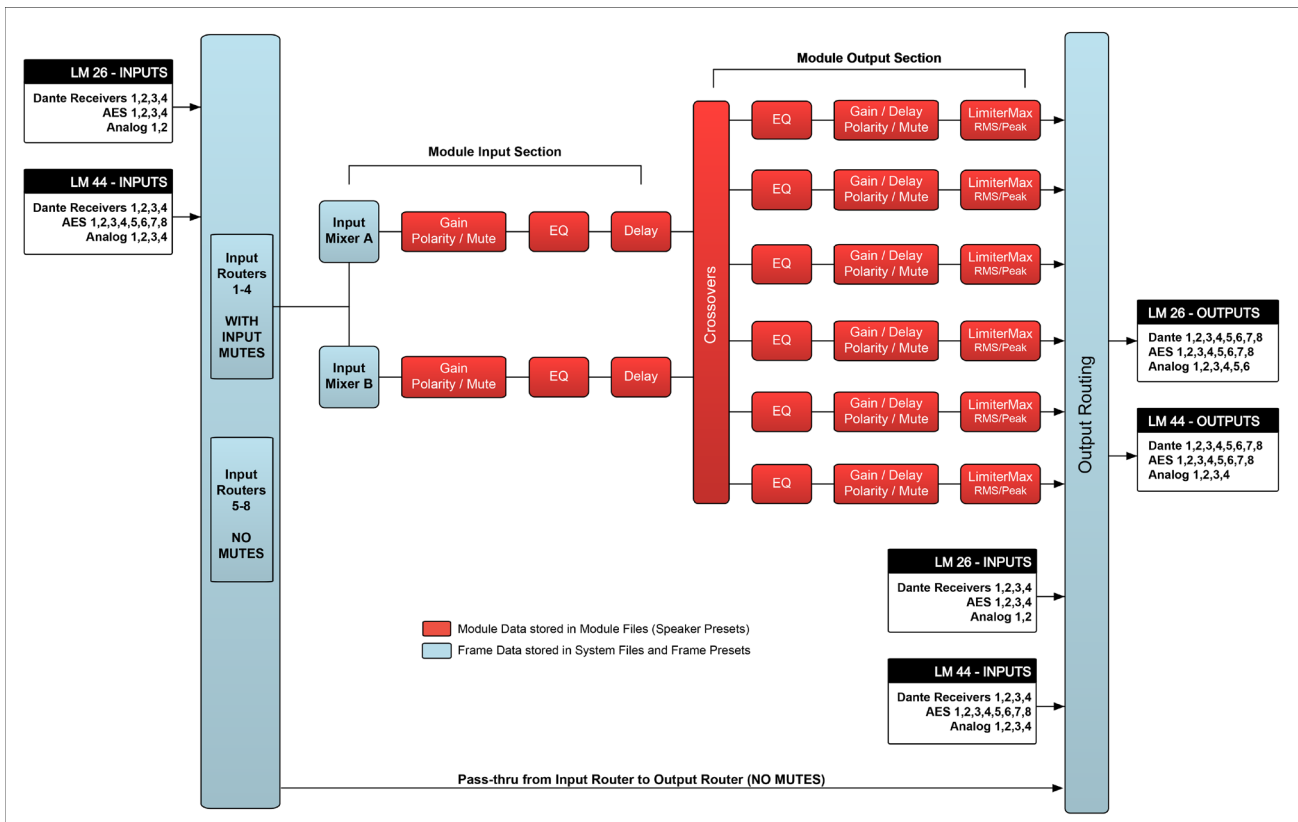 LM 26 - INPUTS
Dante Receivers 1,2,3,4
AES 1,2,3,4
Analog 1,2
LM 44 - INPUTS
Dante Receivers 1,2,3,4
AES 1,2,3,4,5,6,7,8
Analog 1,2,3,4
Input
Routers
1-4
WITH
INPUT
MUTES
Input
Routers
5-8
NO
MUTES
Module Input Section
Input
Mixer A
Gain
Polarity / Mute
EQ
Delay
Input
Mixer B
Gain
Polarity / Mute
EQ
Delay
Crossovers
Module Output Section
EQ
Gain / Delay
Polarity / Mute
LimiterMax
RMS/Peak
EQ
Gain / Delay
Polarity / Mute
LimiterMax
RMS/Peak
EQ
Gain / Delay
Polarity / Mute
LimiterMax
RMS/Peak
EQ
Gain / Delay
Polarity / Mute
LimiterMax
RMS/Peak
EQ
Gain / Delay
Polarity / Mute
LimiterMax
RMS/Peak
EQ
Gain / Delay
Polarity / Mute
LimiterMax
RMS/Peak
Output Routing
LM 26 - OUTPUTS
Dante 1,2,3,4,5,6,7,8
AES 1,2,3,4,5,6,7,8
Analog 1,2,3,4,5,6
LM 44 - OUTPUTS
Dante 1,2,3,4,5,6,7,8
AES 1,2,3,4,5,6,7,8
Analog 1,2,3,4
LM 26 - INPUTS
Dante Receivers 1,2,3,4
AES 1,2,3,4
Analog 1,2
LM 44 - INPUTS
Dante Receivers 1,2,3,4
AES 1,2,3,4,5,6,7,8
Analog 1,2,3,4
Module Data stored in Module Files (Speaker Presets)
Frame Data stored in System Files and Frame Presets
Pass-thru from Input Router to Output Router (NO MUTES)